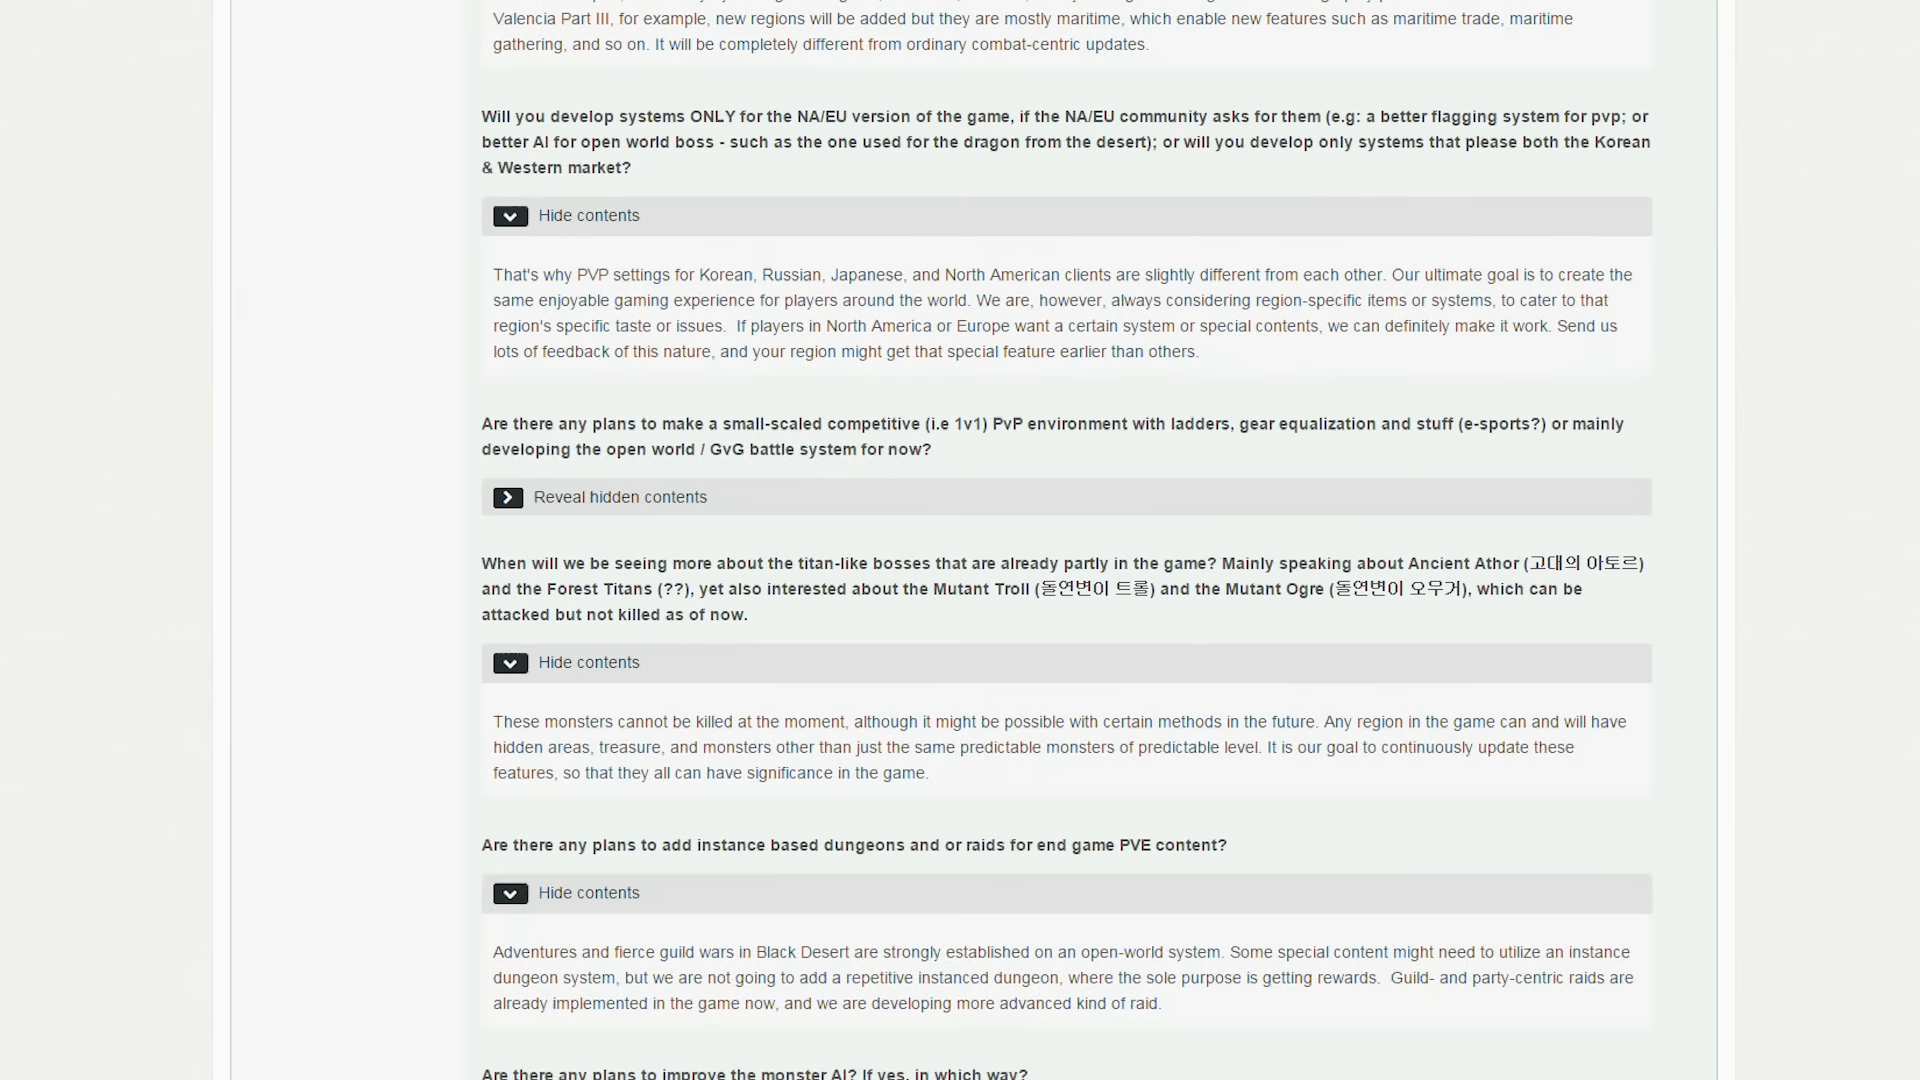 Valencia Part III, for example, new regions will be added but they are mostly maritime, which enable new features such as maritime trade, maritime
gathering, and so on. It will be completely different from ordinary combat-centric updates.
Will you develop systems ONLY for the NA/EU version of the game, if the NA/EU community asks for them (e.g: a better flagging system for pvp; or
better AI for open world boss - such as the one used for the dragon from the desert); or will you develop only systems that please both the Korean
& Western market?
Hide contents
That's why PVP settings for Korean, Russian, Japanese, and North American clients are slightly different from each other. Our ultimate goal is to create the
same enjoyable gaming experience for players around the world. We are, however, always considering region-specific items or systems, to cater to that
region's specific taste or issues.  If players in North America or Europe want a certain system or special contents, we can definitely make it work. Send us
lots of feedback of this nature, and your region might get that special feature earlier than others.
Are there any plans to make a small-scaled competitive (i.e 1v1) PvP environment with ladders, gear equalization and stuff (e-sports?) or mainly
developing the open world / GvG battle system for now?
Reveal hidden contents
When will we be seeing more about the titan-like bosses that are already partly in the game? Mainly speaking about Ancient Athor (고대의 아토르)
and the Forest Titans (??), yet also interested about the Mutant Troll (돌연변이 트롤) and the Mutant Ogre (돌연변이 오무거), which can be
attacked but not killed as of now.
Hide contents
These monsters cannot be killed at the moment, although it might be possible with certain methods in the future. Any region in the game can and will have
hidden areas, treasure, and monsters other than just the same predictable monsters of predictable level. It is our goal to continuously update these
features, so that they all can have significance in the game.
Are there any plans to add instance based dungeons and or raids for end game PVE content?
Hide contents
Adventures and fierce guild wars in Black Desert are strongly established on an open-world system. Some special content might need to utilize an instance
dungeon system, but we are not going to add a repetitive instanced dungeon, where the sole purpose is getting rewards.  Guild- and party-centric raids are
already implemented in the game now, and we are developing more advanced kind of raid.
Are there any plans to improve the monster AI? If yes, in which way?